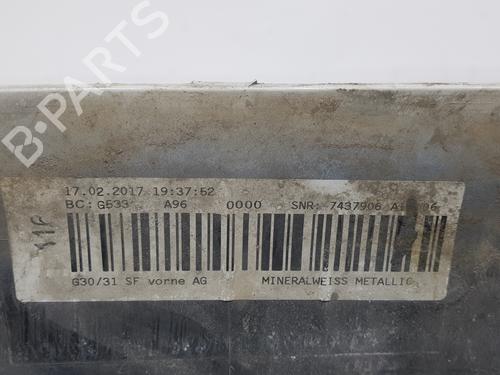 B-PARTS
17.02.2017 19:37:52
BC: G533 A96 0000 SNR: 7437906
G30/31 SF vorne AG MINERALWEISS METALLIC